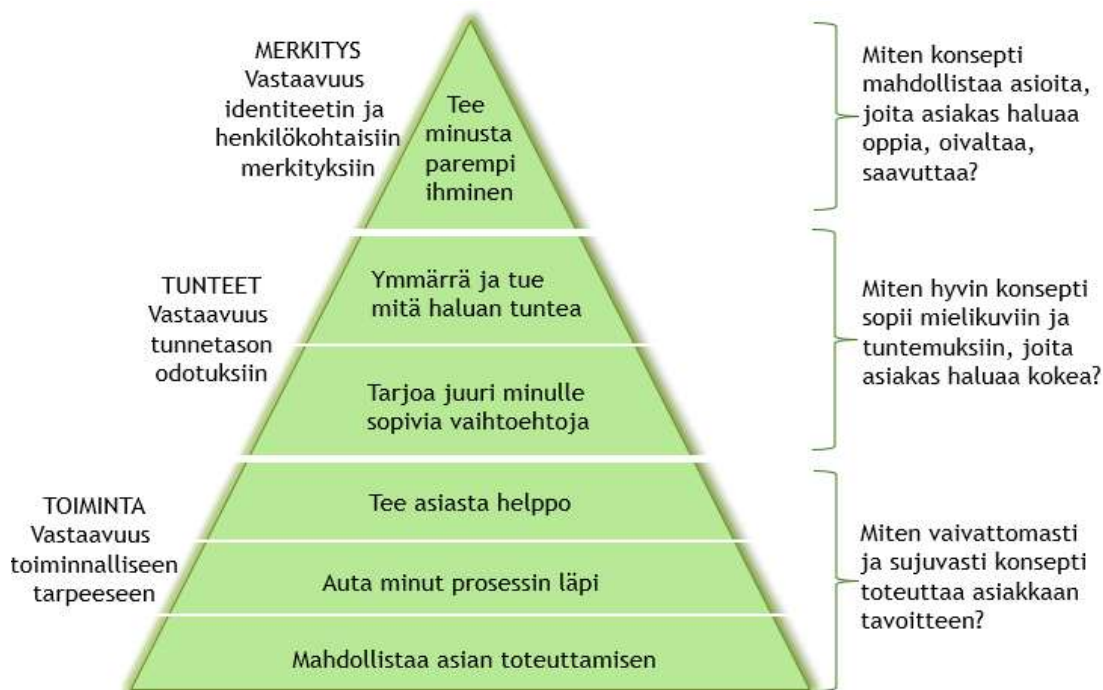 MERKITYS
Vastaavuus
identiteetin ja
henkilökohtaisiin
merkityksiin
Tee
minusta
parempi
ihminen
Miten konsepti
mahdollistaa asioita,
joita asiakas haluaa
oppia, oivaltaa,
saavuttaa?
TUNTEET
Vastaavuus
tunnetason
odotuksiin
Ymmärrä ja tue
mitä haluan tuntea
Tarjoa juuri minulle
sopivia vaihtoehtoja
Miten hyvin konsepti
sopii mielikuviin ja
tuntemuksiin, joita
asiakas haluaa kokea?
TOIMINTA
Vastaavuus
toiminnalliseen
tarpeeseen
Tee asiasta helppo
Auta minut prosessin läpi
Mahdollistaa asian toteuttamisen
Miten vaivattomasti
ja sujuvasti konsepti
toteuttaa asiakkaan
tavoitteen?